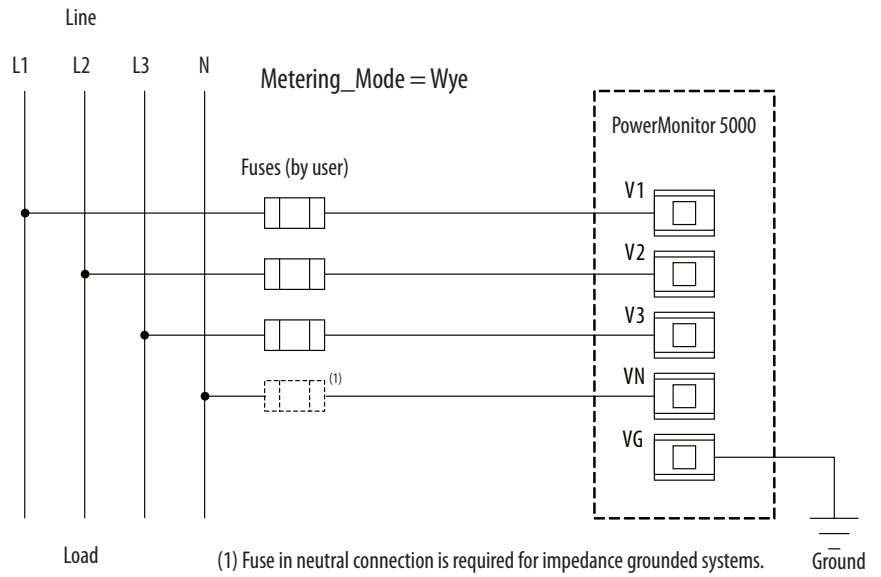 Line
L1
L2
L3
N
Metering_Mode = Wye
PowerMonitor 5000
Fuses (by user)
V1
V2
V3
(1)
VN
VG
Load
(1) Fuse in neutral connection is required for impedance grounded systems.
Ground